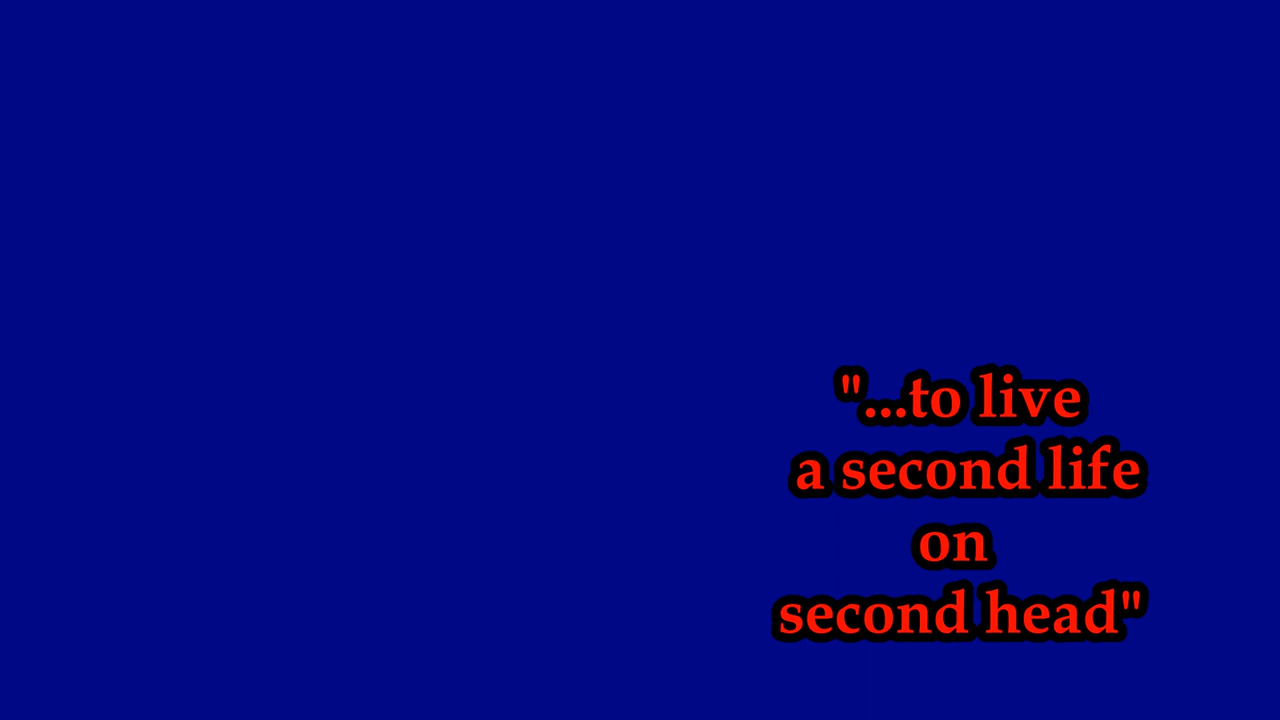 "...to live
a second life
on
second head"